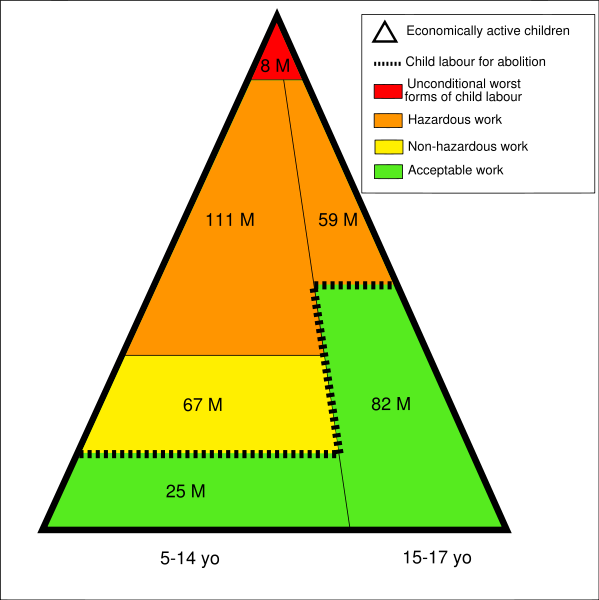 Economically active children
Child labour for abolition
Unconditional worst
forms of child labour
Hazardous work
Non-hazardous work
Acceptable work
8 M
111 M
59 M
67 M
82 M
25 M
5-14 yo
15-17 yo